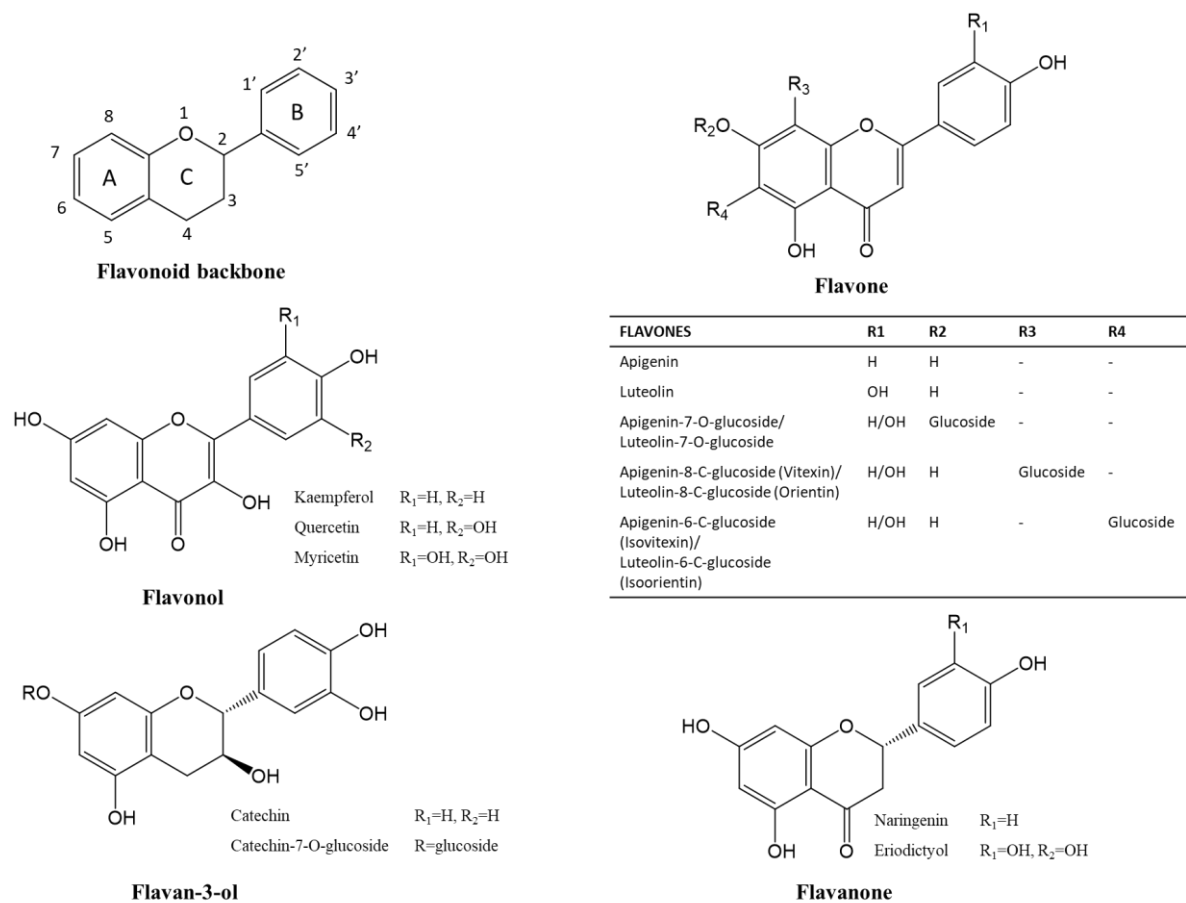 1
2
3
4
5
6
7
8
1’
2’
3’
4’
5’
O
A
B
C
Flavonoid backbone
R1
OH
R3
R2O
O
R4
OH
O
Flavone
R1
OH
HO
O
R2
OH
OH
O
Kaempferol R1=H, R2=H
Quercetin R1=H, R2=OH
Myricetin R1=OH, R2=OH
Flavonol
FLAVONES R1 R2 R3 R4
Apigenin H H - -
Luteolin OH H - -
Apigenin-7-O-glucoside/ H/OH Glucoside - -
Luteolin-7-O-glucoside
Apigenin-8-C-glucoside (Vitexin)/ H/OH H Glucoside -
Luteolin-8-C-glucoside (Orientin)
Apigenin-6-C-glucoside H/OH H - Glucoside
(Isovitexin)/
Luteolin-6-C-glucoside
(Isoorientin)
OH
RO
O
OH
OH
OH
Catechin R1=H, R2=H
Catechin-7-O-glucoside R=glucoside
Flavan-3-ol
R1
OH
HO
O
OH
O
Naringenin R1=H
Eriodictyol R1=OH, R2=OH
Flavanone